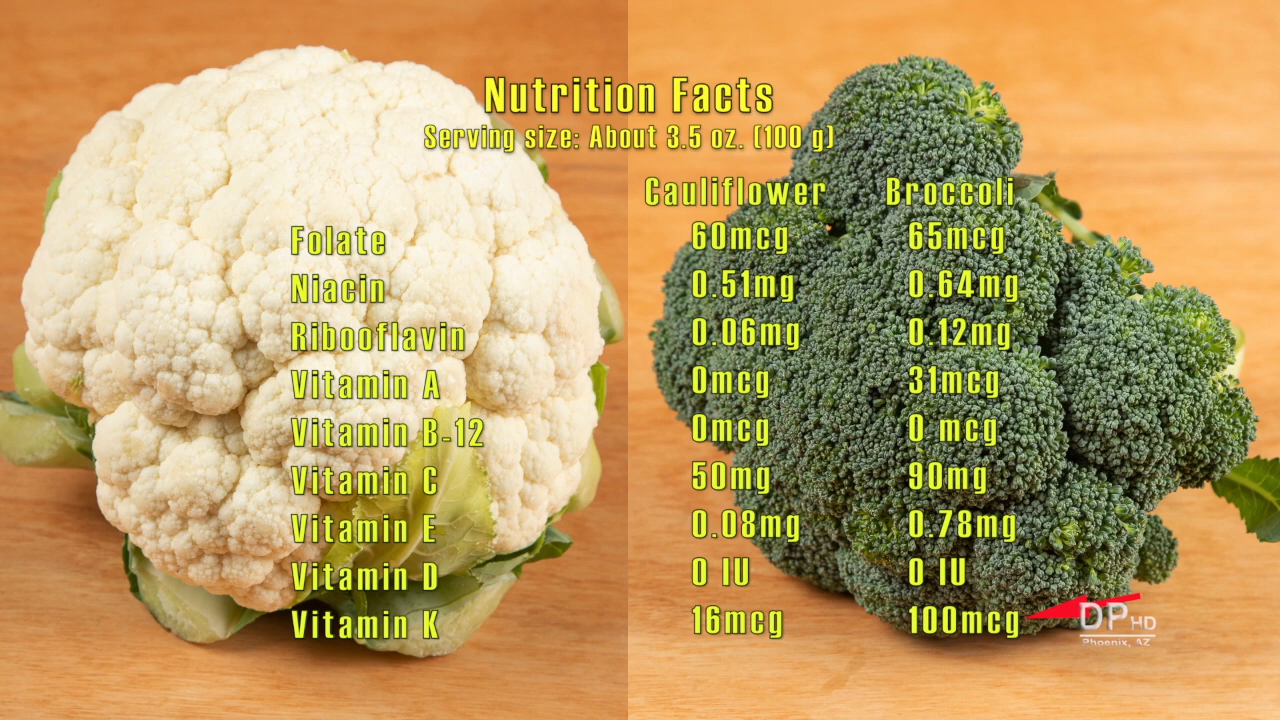 Nutrition Facts
Serving size: About 3.5 oz. (100 g)
Cauliflower Broccoli
Folate 60mcg 65mcg
Niacin 0.51mg 0.64mg
Ribooflavin 0.06mg 0.12mg
Vitamin A 0mcg 31mcg
Vitamin B-12 0mcg 0 mcg
Vitamin C 50mg 90mg
Vitamin E 0.08mg 0.78mg
Vitamin D 0 IU 0 IU
Vitamin K 16mcg 100mcg
DP HD
Phoenix, AZ